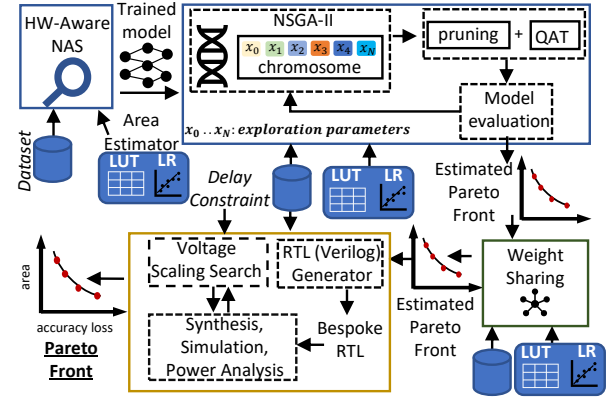 HW-Aware
NAS
Trained
model
NSGA-II
x0 x1 x2 x3 x4 xN
chromosome
pruning + QAT
Model
evaluation
x0 ..xN: exploration parameters
Dataset
Area
Estimator
LUT LR
Delay
Constraint
LUT LR
Estimated
Pareto
Front
Voltage
Scaling Search
RTL (Verilog)
Generator
Synthesis,
Simulation,
Power Analysis
Bespoke
RTL
area
accuracy loss
Pareto
Front
Estimated
Pareto
Front
Weight
Sharing
LUT LR